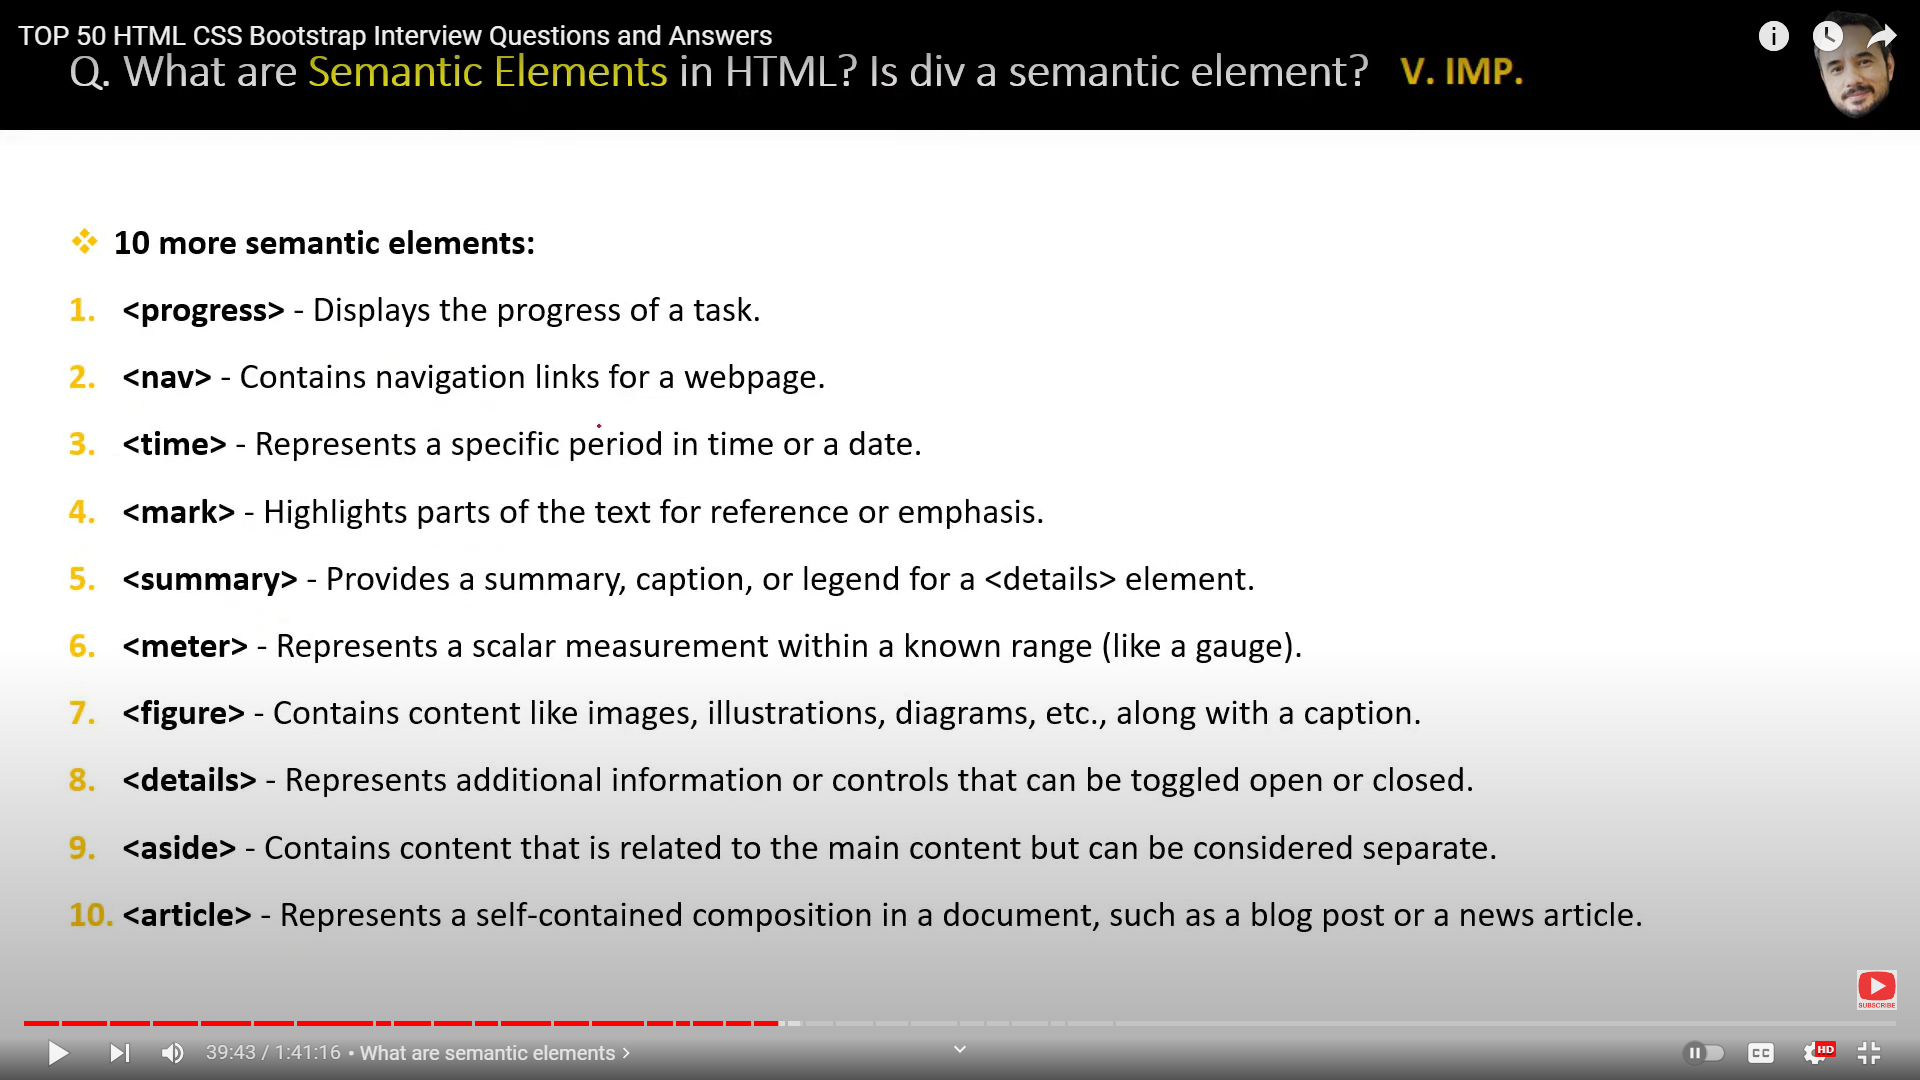 TOP 50 HTML CSS Bootstrap Interview Questions and Answers
Q. What are Semantic Elements in HTML? Is div a semantic element? V. IMP.
❖ 10 more semantic elements:
1. <progress> - Displays the progress of a task.
2. <nav> - Contains navigation links for a webpage.
3. <time> - Represents a specific period in time or a date.
4. <mark> - Highlights parts of the text for reference or emphasis.
5. <summary> - Provides a summary, caption, or legend for a <details> element.
6. <meter> - Represents a scalar measurement within a known range (like a gauge).
7. <figure> - Contains content like images, illustrations, diagrams, etc., along with a caption.
8. <details> - Represents additional information or controls that can be toggled open or closed.
9. <aside> - Contains content that is related to the main content but can be considered separate.
10. <article> - Represents a self-contained composition in a document, such as a blog post or a news article.
SUBSCRIBE
39:43 / 1:41:16 • What are semantic elements >
CC
HD